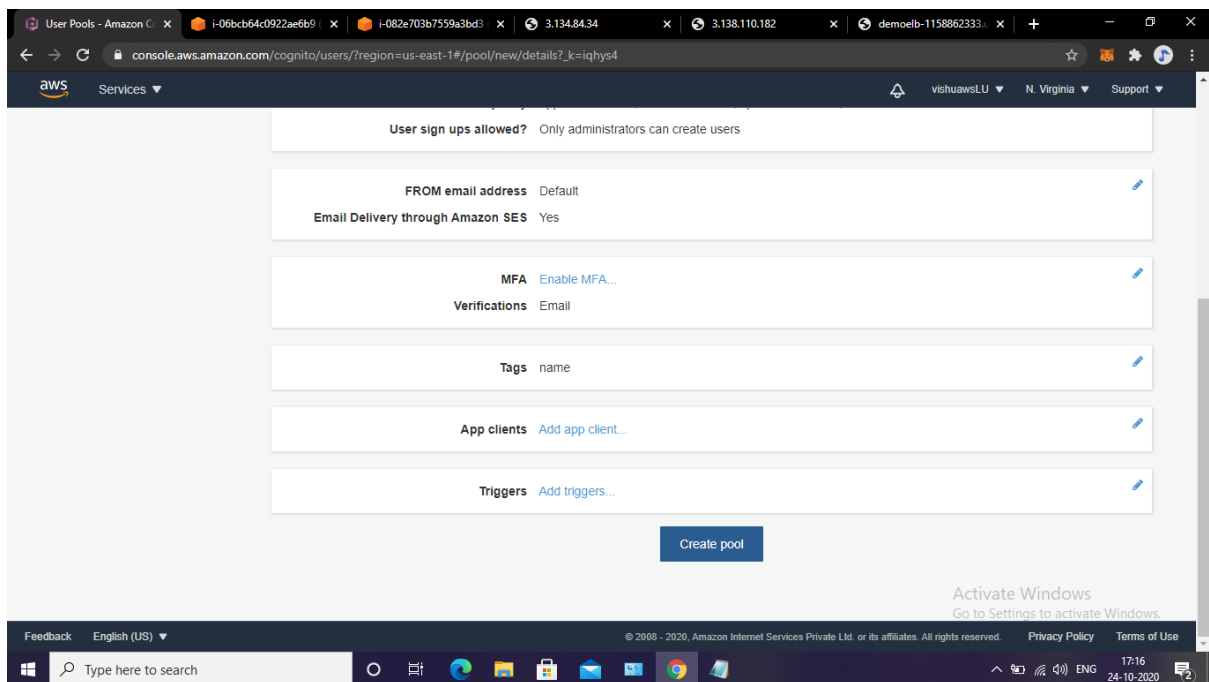 User Pools - Amazon C
i-06bcb64c0922ae6b9 (
i-082e703b7559a3bd3
3.134.84.34
3.138.110.182
demoelb-1158862333.u
console.aws.amazon.com/cognito/users/?region=us-east-1#/pool/new/details?_k=iqhys4
aws
Services
vishuawsLU
N. Virginia
Support
User sign ups allowed? Only administrators can create users
FROM email address Default
Email Delivery through Amazon SES Yes
MFA Enable MFA...
Verifications Email
Tags name
App clients Add app client...
Triggers Add triggers...
Create pool
Activate Windows
Go to Settings to activate Windows.
Feedback English (US)
© 2008 - 2020, Amazon Internet Services Private Ltd. or its affiliates. All rights reserved. Privacy Policy Terms of Use
Type here to search
ENG
17:16
24-10-2020
2